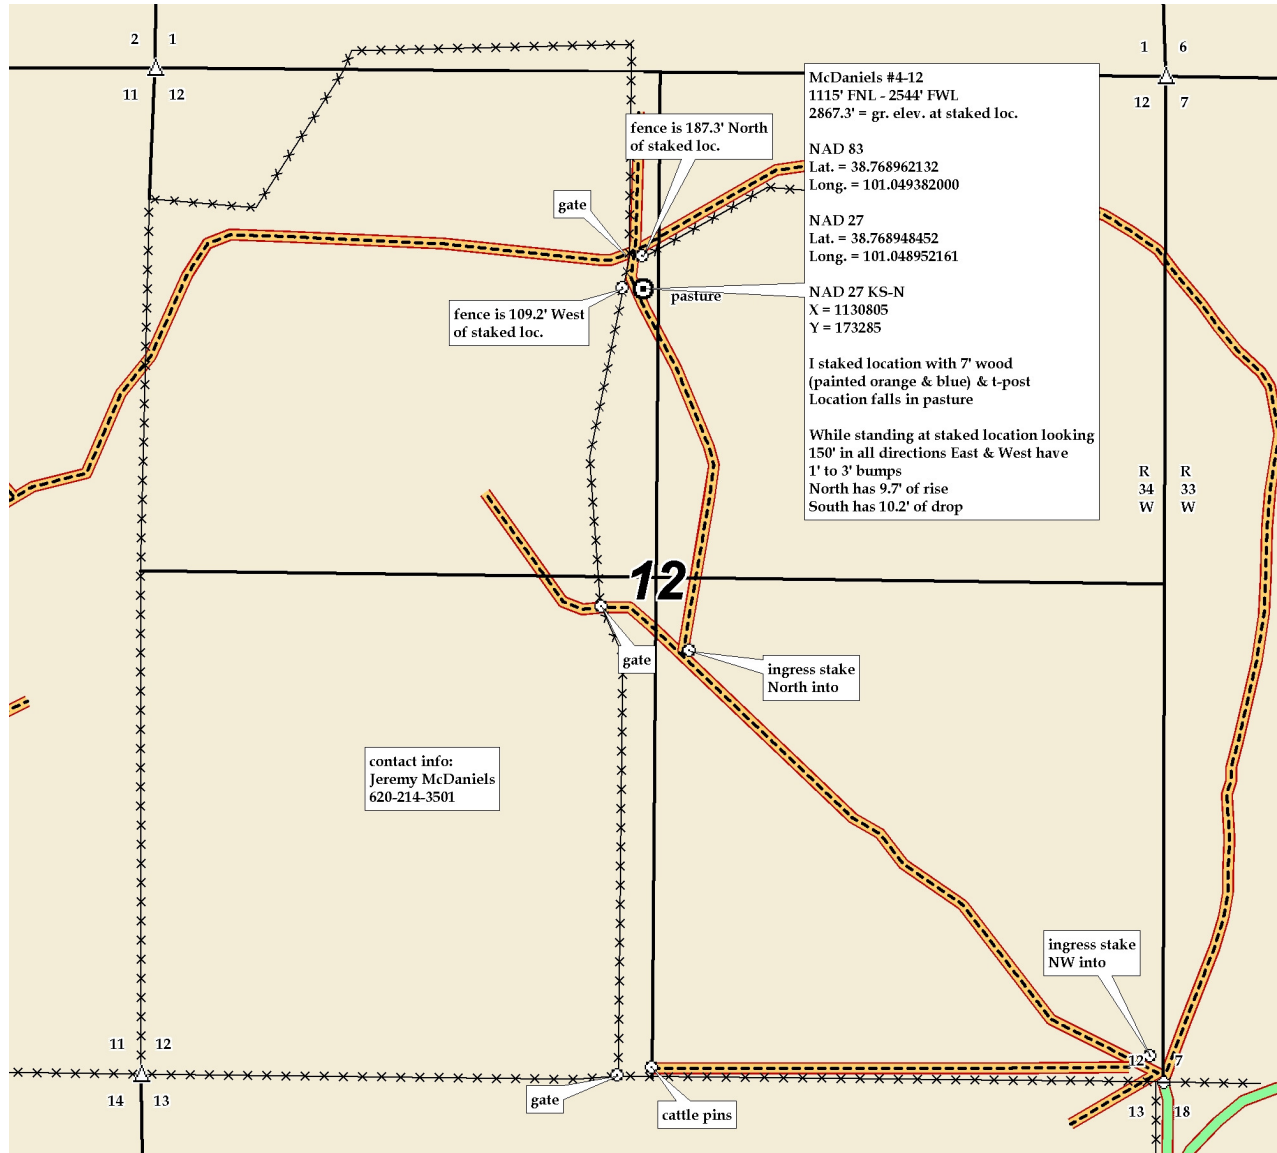 2 1
1 6
11 12
12 7
McDaniels #4-12
1115' FNL - 2544' FWL
2867.3' = gr. elev. at staked loc.
NAD 83
Lat. = 38.768962132
Long. = 101.049382000
NAD 27
Lat. = 38.768948452
Long. = 101.048952161
NAD 27 KS-N
X = 1130805
Y = 173285
I staked location with 7' wood
(painted orange & blue) & t-post
Location falls in pasture
While standing at staked location looking
150' in all directions East & West have
1' to 3' bumps
North has 9.7' of rise
South has 10.2' of drop
fence is 187.3' North
of staked loc.
gate
pasture
fence is 109.2' West
of staked loc.
R R
34 33
W W
12
gate
ingress stake
North into
contact info:
Jeremy McDaniels
620-214-3501
ingress stake
NW into
11 12
12 7
14 13
gate
cattle pins
13 18